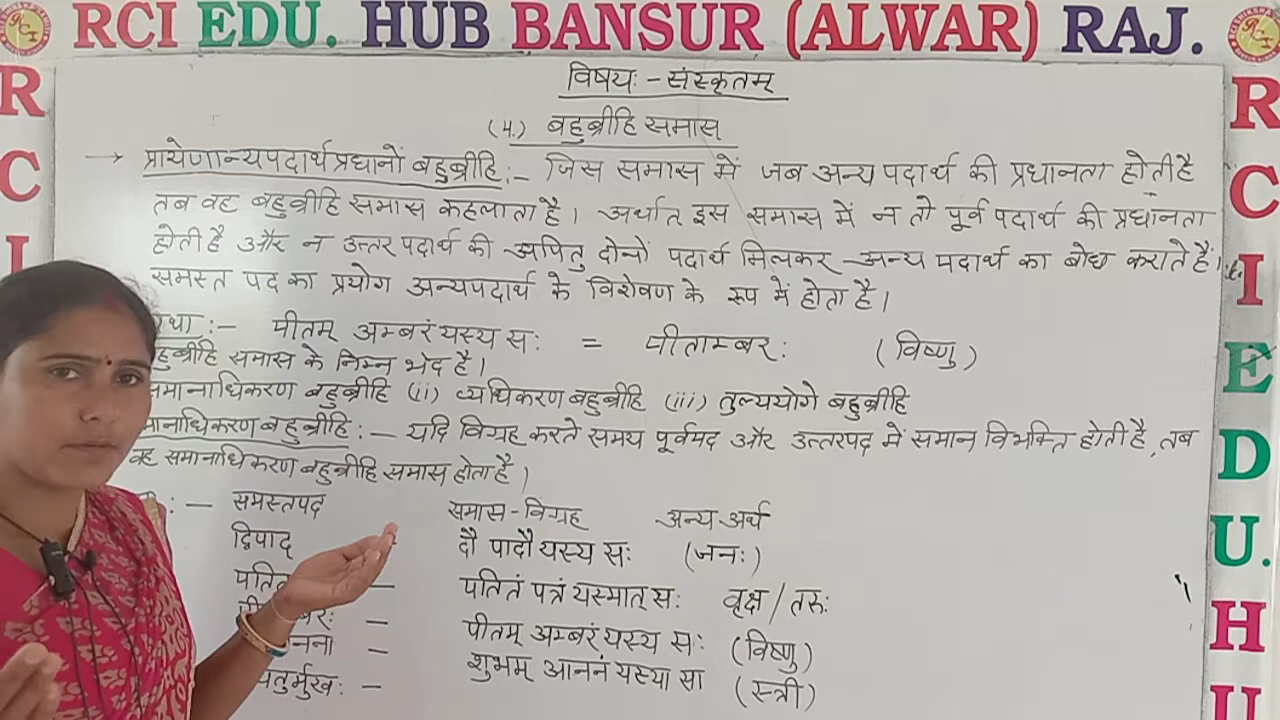 RCI EDU. HUB BANSUR (ALWAR) RAJ.
विषयः - संस्कृतम्
(4.) बहुब्रीहि समास
→ प्रायेणान्यपदार्थप्रधानों बहुब्रीहि :- जिस समास में जब अन्य पदार्थ की प्रधानता होती है
तब वह बहुब्रीहि समास कहलाता है। अर्थात इस समास में न तो पूर्व पदार्थ की प्रधानता
होती है और न उत्तर पदार्थ की अपितु दोनों पदार्थ मिलकर अन्य पदार्थ का बोध कराते हैं।
समस्त पद का प्रयोग अन्यपदार्थ के विशेषण के रूप में होता है।
था :- पीतम् अम्बरं यस्य सः = पीताम्बरः (विष्णु)
हुब्रीहि समास के निम्न भेद है।
समानाधिकरण बहुब्रीहि (ii) व्यधिकरण बहुब्रीहि (iii) तुल्ययोगे बहुब्रीहि
मानाधिकरण बहुब्रीहि :- यदि विग्रह करते समय पूर्वपद और उत्तरपद में समान विभक्ति होती है, तब
वह समानाधिकरण बहुब्रीहि समास होता है।
: - समस्तपद समास-विग्रह अन्य अर्थ
द्विपाद् - दौ पादौ यस्य सः (जनः)
पतित - पतितं पत्रं यस्मात् सः वृक्ष / तरुः
बरः - पीतम् अम्बरं यस्य सः (विष्णु)
नना - शुभम् आननं यस्या सा (स्त्री)
चतुर्मुखः -
R C I
R C I E D U. H U